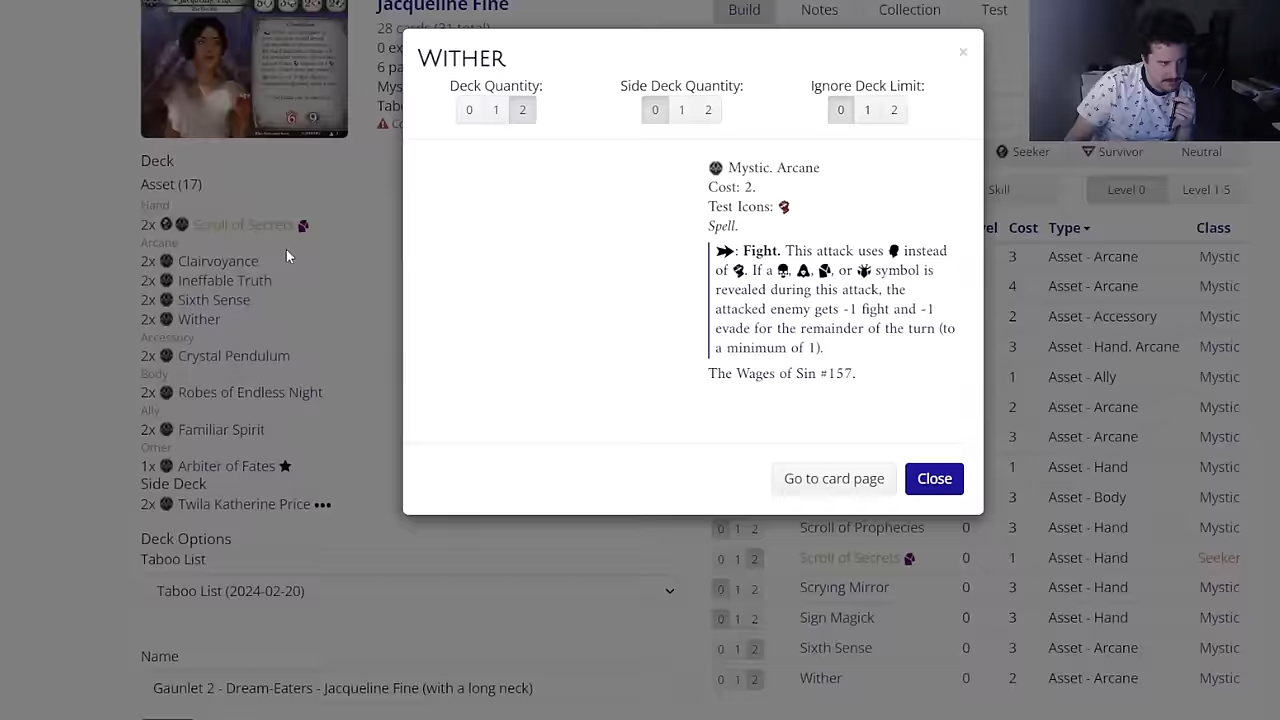 Jacqueline Fine
28 cards (31 total)
0 ex
6 pa
Mys
Tabo
Build Notes Collection Test
WITHER
×
Deck Quantity: Side Deck Quantity: Ignore Deck Limit:
0 1 2 0 1 2 0 1 2
Mystic. Arcane
Cost: 2.
Test Icons:
Spell.
: Fight. This attack uses instead
of . If a , , , or symbol is
revealed during this attack, the
attacked enemy gets -1 fight and -1
evade for the remainder of the turn (to
a minimum of 1).
The Wages of Sin #157.
Go to card page Close
Deck
Asset (17)
Hand
2x Scroll of Secrets
Arcane
2x Clairvoyance
2x Ineffable Truth
2x Sixth Sense
2x Wither
Accessory
2x Crystal Pendulum
Body
2x Robes of Endless Night
Ally
2x Familiar Spirit
Other
1x Arbiter of Fates
Side Deck
2x Twila Katherine Price
Deck Options
Taboo List
Taboo List (2024-02-20)
Name
Gaunlet 2 - Dream-Eaters - Jacqueline Fine (with a long neck)
Seeker Survivor Neutral
Skill Level 0 Level 1-5
el Cost Type Class
3 Asset - Arcane Mystic
4 Asset - Arcane Mystic
2 Asset - Accessory Mystic
3 Asset - Hand. Arcane Mystic
1 Asset - Ally Mystic
2 Asset - Arcane Mystic
3 Asset - Arcane Mystic
1 Asset - Hand Mystic
3 Asset - Body Mystic
0 1 2 Scroll of Prophecies 0 3 Asset - Hand Mystic
0 1 2 Scroll of Secrets 0 1 Asset - Hand Seeker
0 1 2 Scrying Mirror 0 3 Asset - Hand Mystic
0 1 2 Sign Magick 0 3 Asset - Hand Mystic
0 1 2 Sixth Sense 0 3 Asset - Arcane Mystic
0 1 2 Wither 0 2 Asset - Arcane Mystic